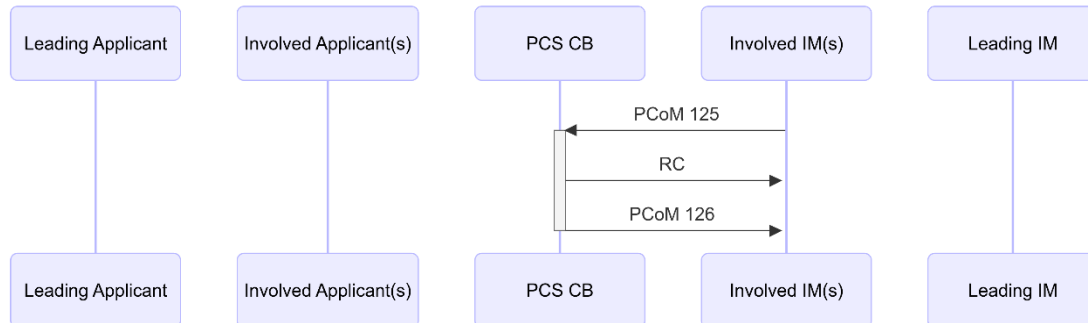 Leading Applicant
Involved Applicant(s)
PCS CB
Involved IM(s)
Leading IM
PCoM 125
RC
PCoM 126
Leading Applicant
Involved Applicant(s)
PCS CB
Involved IM(s)
Leading IM